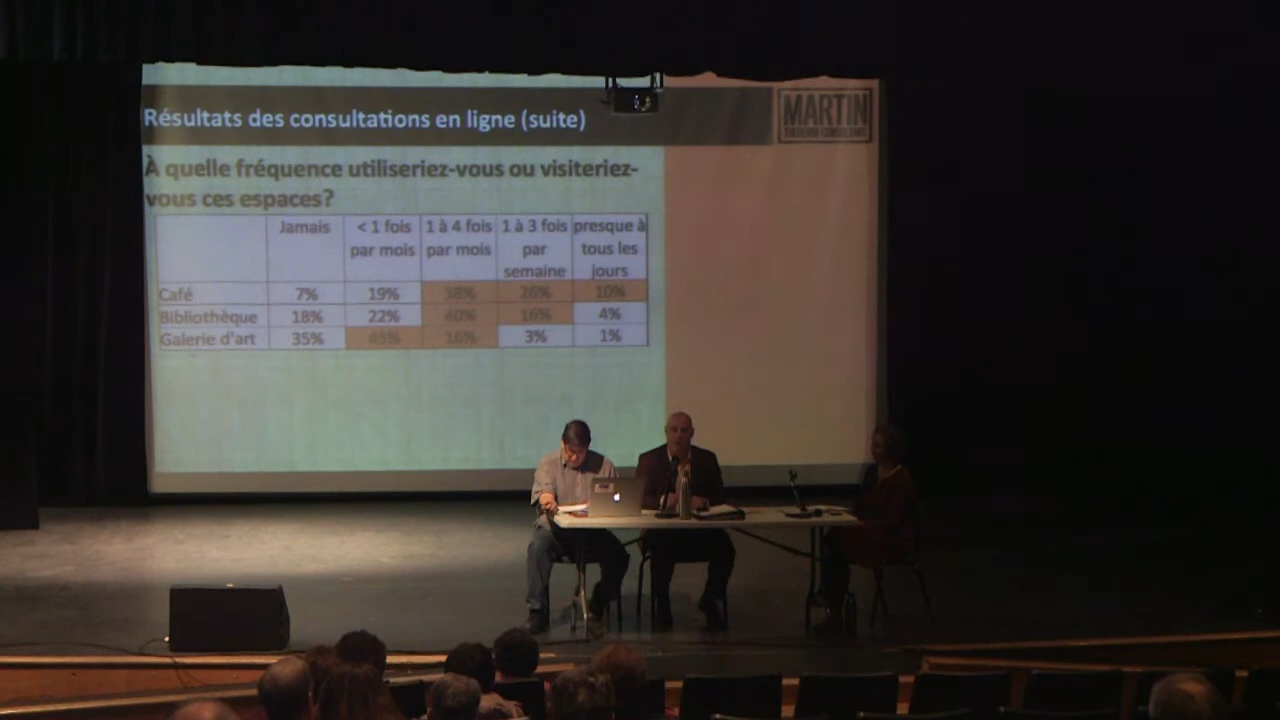 Résultats des consultations en ligne (suite)
MARTIN
À quelle fréquence utiliseriez-vous ou visiteriez-
vous ces espaces?
Jamais < 1 fois par mois 1 à 4 fois par mois 1 à 3 fois par semaine presque à tous les jours
Café 7% 19% 38% 26% 10%
Bibliothèque 18% 22% 40% 16% 4%
Galerie d'art 35% 45% 16% 3% 1%